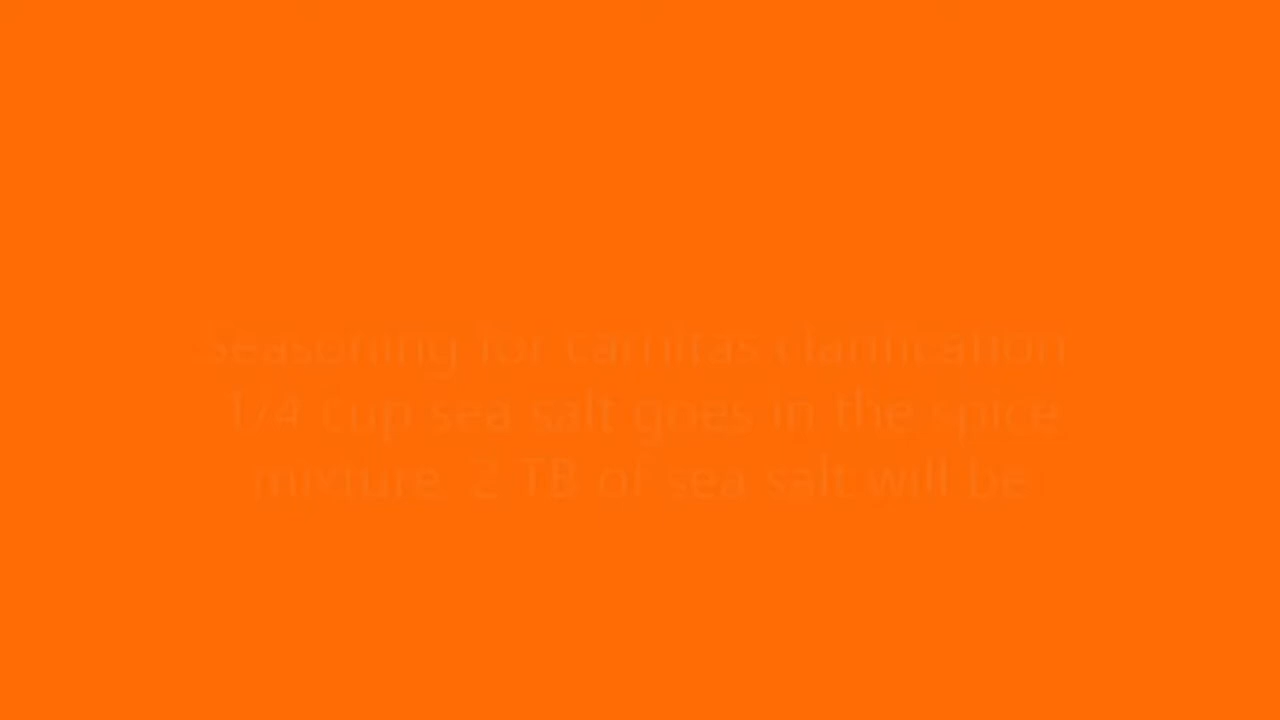 Seasoning for carnitas clarification:
1/4 cup sea salt goes in the spice
mixture. 2 TB of sea salt will be